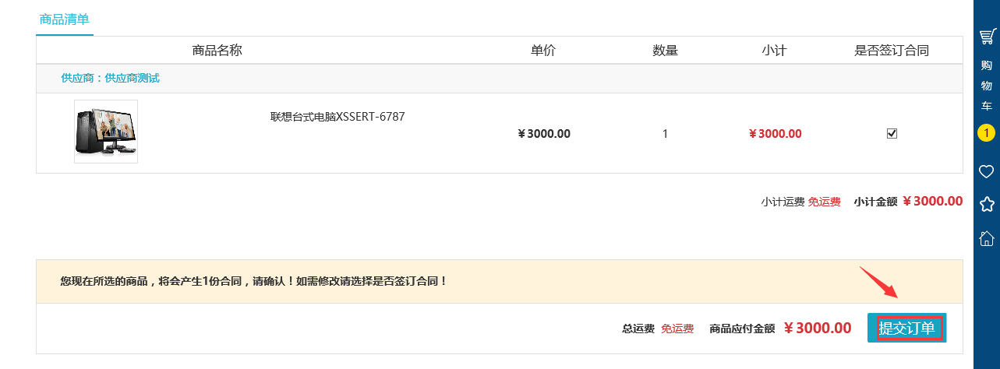 商品清单
商品名称 单价 数量 小计 是否签订合同
供应商：供应商测试
联想台式电脑XSSERT-6787
¥3000.00 1 ¥3000.00
小计运费 免运费 小计金额 ¥3000.00
您现在所选的商品，将会产生1份合同，请确认！如需修改请选择是否签订合同！
总运费 免运费 商品应付金额 ¥3000.00 提交订单
购
物
车
1